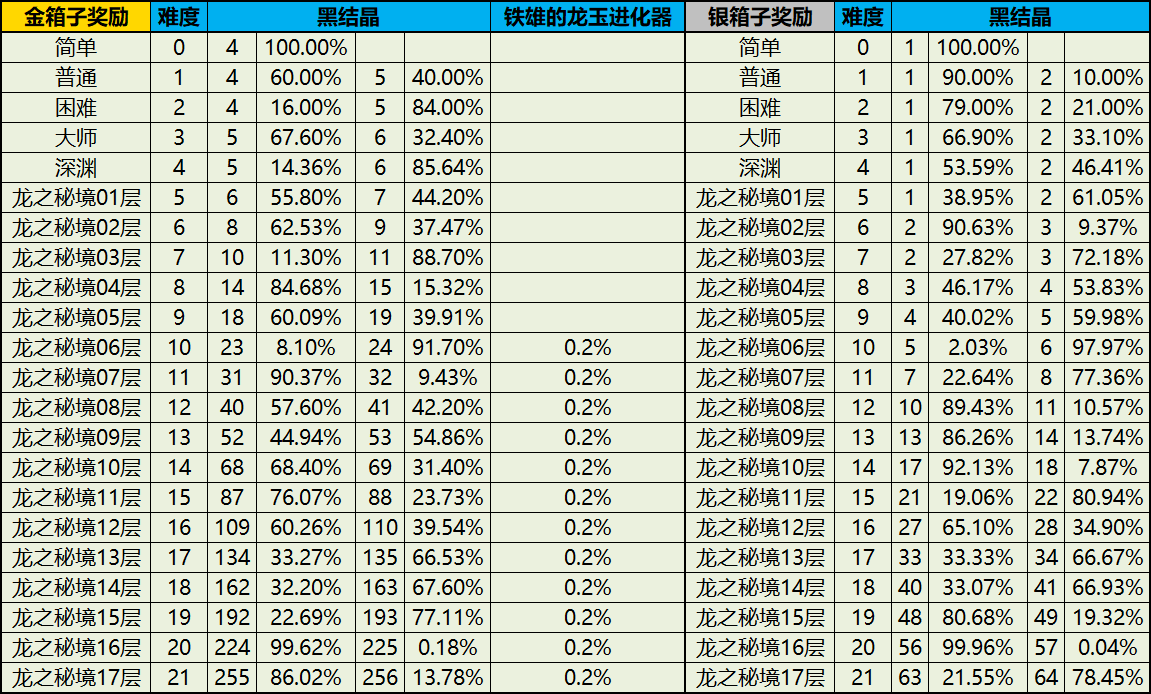 金箱子奖励 难度 黑结晶 铁雄的龙玉进化器 银箱子奖励 难度 黑结晶
简单 0 4 100.00% 简单 0 1 100.00%
普通 1 4 60.00% 5 40.00% 普通 1 1 90.00% 2 10.00%
困难 2 4 16.00% 5 84.00% 困难 2 1 79.00% 2 21.00%
大师 3 5 67.60% 6 32.40% 大师 3 1 66.90% 2 33.10%
深渊 4 5 14.36% 6 85.64% 深渊 4 1 53.59% 2 46.41%
龙之秘境01层 5 6 55.80% 7 44.20% 龙之秘境01层 5 1 38.95% 2 61.05%
龙之秘境02层 6 8 62.53% 9 37.47% 龙之秘境02层 6 2 90.63% 3 9.37%
龙之秘境03层 7 10 11.30% 11 88.70% 龙之秘境03层 7 2 27.82% 3 72.18%
龙之秘境04层 8 14 84.68% 15 15.32% 龙之秘境04层 8 3 46.17% 4 53.83%
龙之秘境05层 9 18 60.09% 19 39.91% 龙之秘境05层 9 4 40.02% 5 59.98%
龙之秘境06层 10 23 8.10% 24 91.70% 0.2% 龙之秘境06层 10 5 2.03% 6 97.97%
龙之秘境07层 11 31 90.37% 32 9.43% 0.2% 龙之秘境07层 11 7 22.64% 8 77.36%
龙之秘境08层 12 40 57.60% 41 42.20% 0.2% 龙之秘境08层 12 10 89.43% 11 10.57%
龙之秘境09层 13 52 44.94% 53 54.86% 0.2% 龙之秘境09层 13 13 86.26% 14 13.74%
龙之秘境10层 14 68 68.40% 69 31.40% 0.2% 龙之秘境10层 14 17 92.13% 18 7.87%
龙之秘境11层 15 87 76.07% 88 23.73% 0.2% 龙之秘境11层 15 21 19.06% 22 80.94%
龙之秘境12层 16 109 60.26% 110 39.54% 0.2% 龙之秘境12层 16 27 65.10% 28 34.90%
龙之秘境13层 17 134 33.27% 135 66.53% 0.2% 龙之秘境13层 17 33 33.33% 34 66.67%
龙之秘境14层 18 162 32.20% 163 67.60% 0.2% 龙之秘境14层 18 40 33.07% 41 66.93%
龙之秘境15层 19 192 22.69% 193 77.11% 0.2% 龙之秘境15层 19 48 80.68% 49 19.32%
龙之秘境16层 20 224 99.62% 225 0.18% 0.2% 龙之秘境16层 20 56 99.96% 57 0.04%
龙之秘境17层 21 255 86.02% 256 13.78% 0.2% 龙之秘境17层 21 63 21.55% 64 78.45%